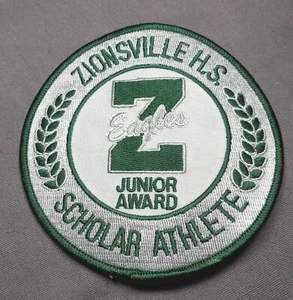 ZIONSVILLE H.S.
Z
Eagles
JUNIOR
AWARD
SCHOLAR ATHLETE